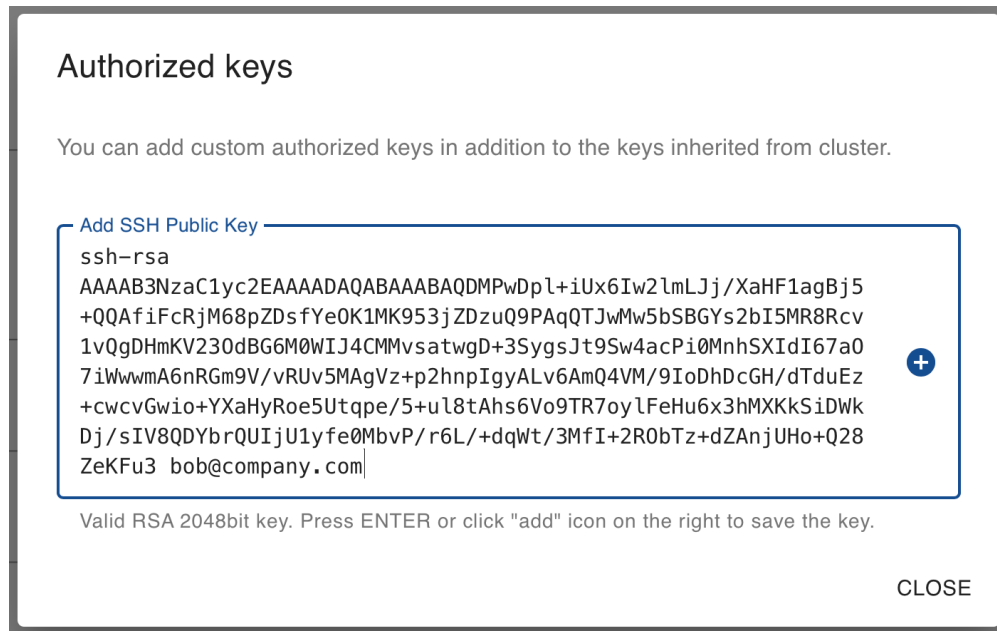 Authorized keys
You can add custom authorized keys in addition to the keys inherited from cluster.
Add SSH Public Key
ssh-rsa
AAAAB3NzaC1yc2EAAAADAQABAAABAQDMPwDpl+iUx6Iw2lmLJj/XaHF1agBj5
+QQAfiFcRjM68pZDsfYeOK1MK953jZDzuQ9PAqQTJwMw5bSBGYs2bI5MR8Rcv
1vQgDHmKV23OdBG6M0WIJ4CMMvsatwgD+3SygsJt9Sw4acPi0MnhSXIdI67aO
7iWwwmA6nRGm9V/vRUv5MAgVz+p2hnpIgyALv6AmQ4VM/9IoDhDcGH/dTduEz
+cwcvGwio+YXaHyRoe5Utqpe/5+ul8tAhs6Vo9TR7oylFeHu6x3hMXKkSiDWk
Dj/sIV8QDYbrQUIjU1yfe0MbvP/r6L/+dqWt/3MfI+2RObTz+dZAnjUHo+Q28
ZeKFu3 bob@company.com
Valid RSA 2048bit key. Press ENTER or click "add" icon on the right to save the key.
CLOSE